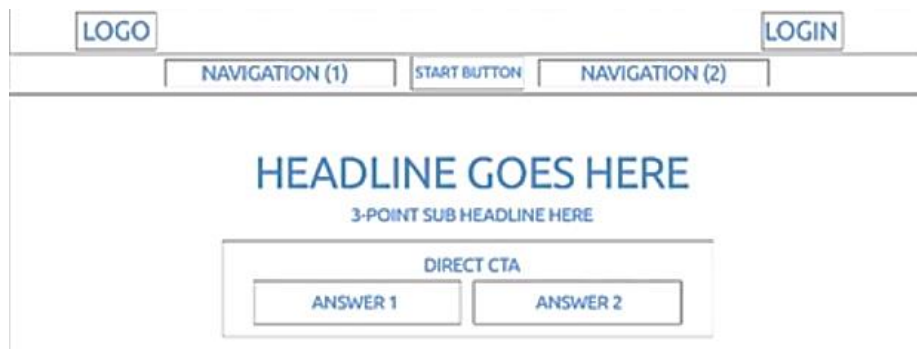 LOGO LOGIN
NAVIGATION (1) START BUTTON NAVIGATION (2)
HEADLINE GOES HERE
3-POINT SUB HEADLINE HERE
DIRECT CTA
ANSWER 1 ANSWER 2